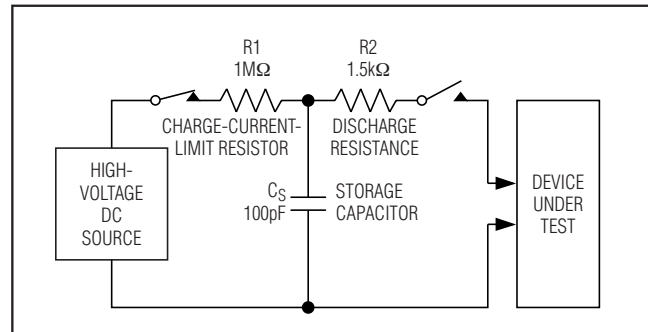 R1
1MΩ
R2
1.5kΩ
CHARGE-CURRENT-
LIMIT RESISTOR
DISCHARGE
RESISTANCE
HIGH-
VOLTAGE
DC
SOURCE
CS
100pF
STORAGE
CAPACITOR
DEVICE
UNDER
TEST